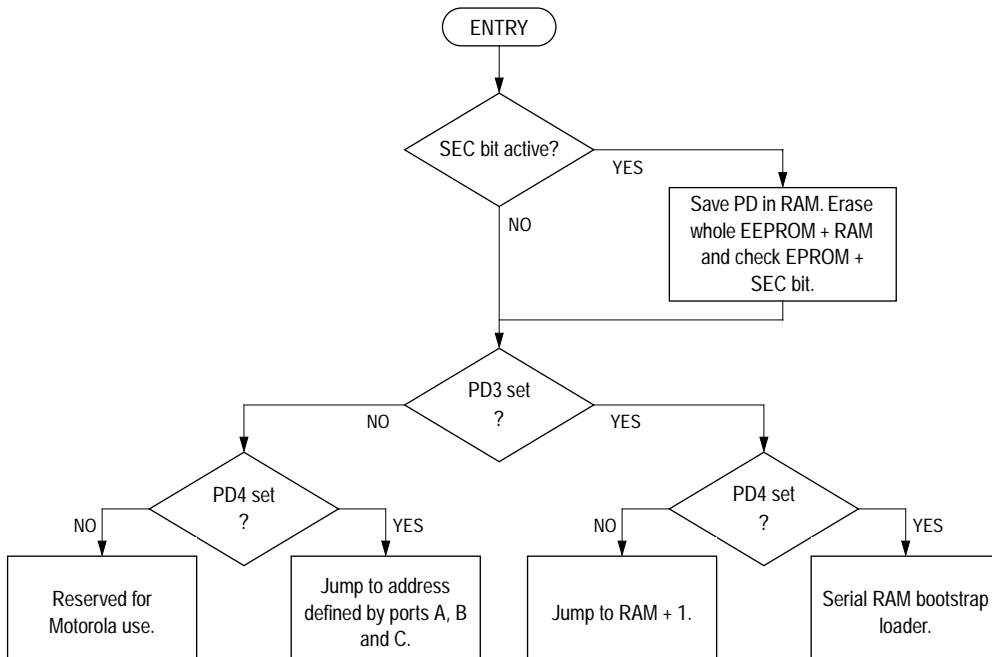 ENTRY
SEC bit active?
YES
NO
Save PD in RAM. Erase
whole EEPROM + RAM
and check EPROM +
SEC bit.
PD3 set
?
NO
YES
PD4 set
?
NO
YES
PD4 set
?
NO
YES
Reserved for
Motorola use.
Jump to address
defined by ports A, B
and C.
Jump to RAM + 1.
Serial RAM bootstrap
loader.